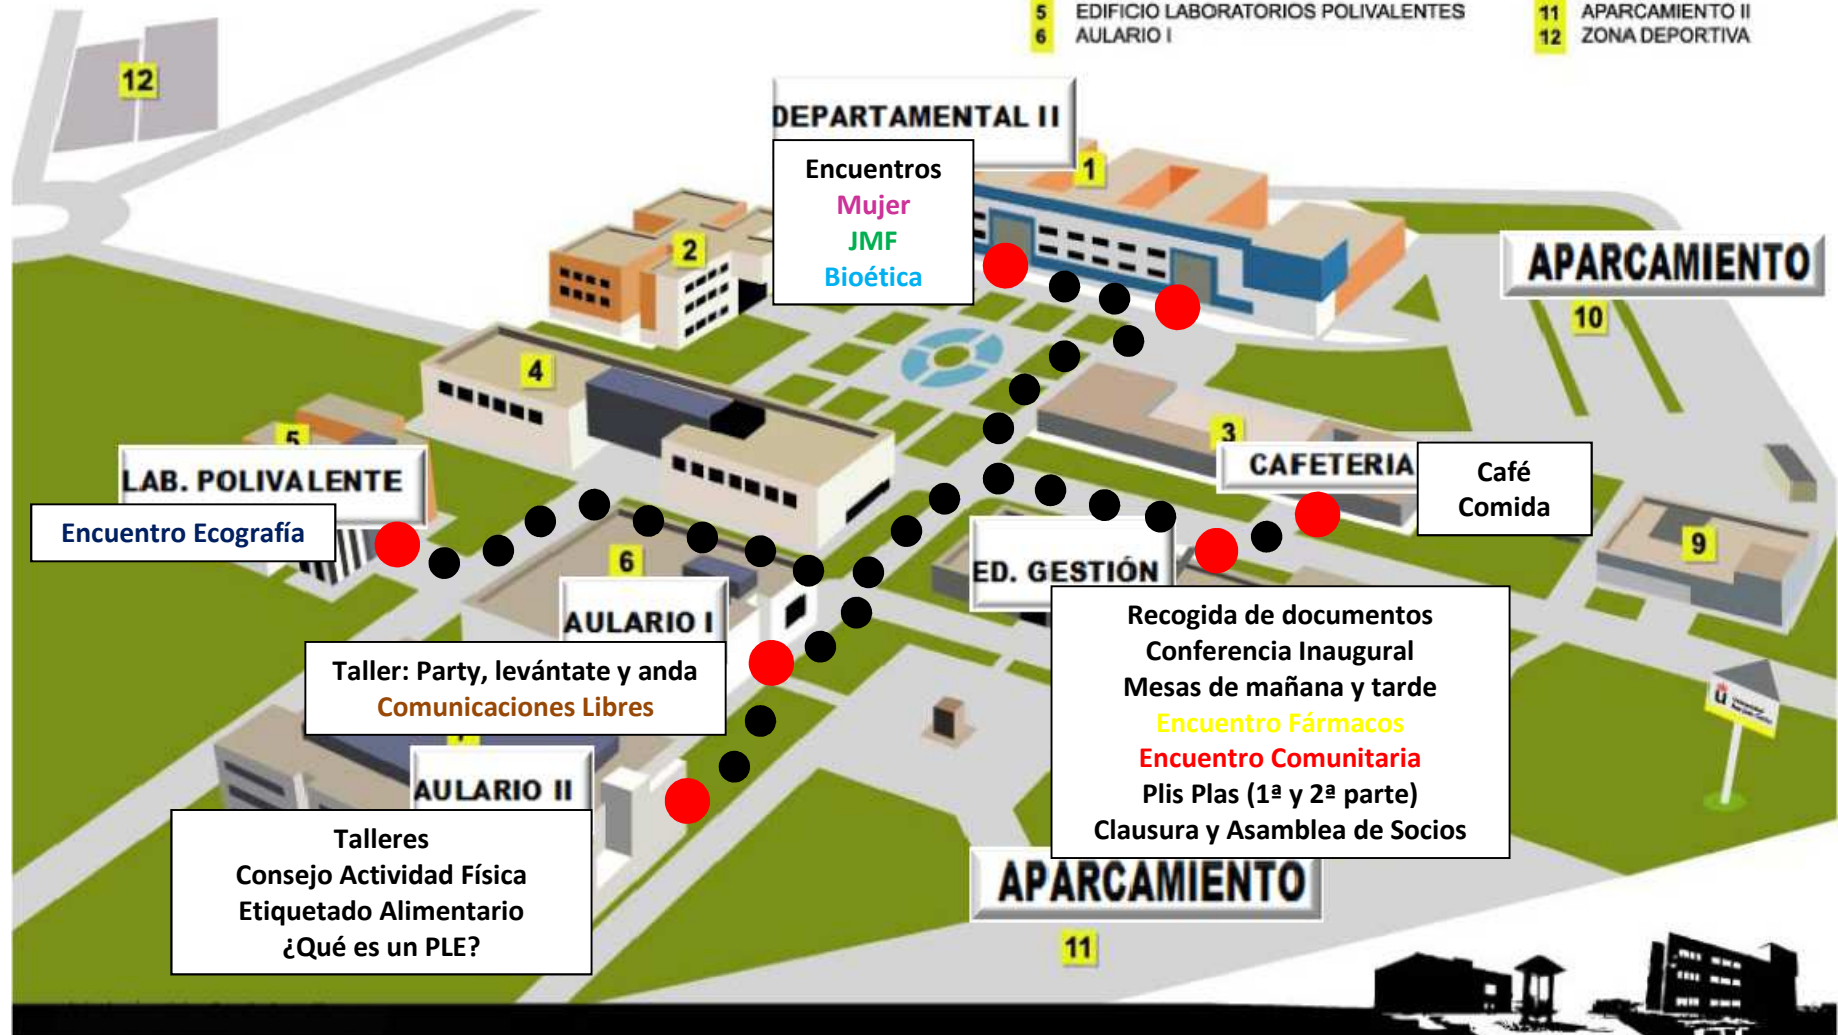 5 EDIFICIO LABORATORIOS POLIVALENTES
6 AULARIO I
11 APARCAMIENTO II
12 ZONA DEPORTIVA
12
DEPARTAMENTAL II
1
Encuentros
Mujer
JMF
Bioética
2
APARCAMIENTO
10
4
3
5
LAB. POLIVALENTE
Encuentro Ecografía
CAFETERIA
Café
Comida
9
6
AULARIO I
Taller: Party, levántate y anda
Comunicaciones Libres
ED. GESTIÓN
Recogida de documentos
Conferencia Inaugural
Mesas de mañana y tarde
Encuentro Fármacos
Encuentro Comunitaria
Plis Plas (1ª y 2ª parte)
Clausura y Asamblea de Socios
AULARIO II
Talleres
Consejo Actividad Física
Etiquetado Alimentario
¿Qué es un PLE?
APARCAMIENTO
11